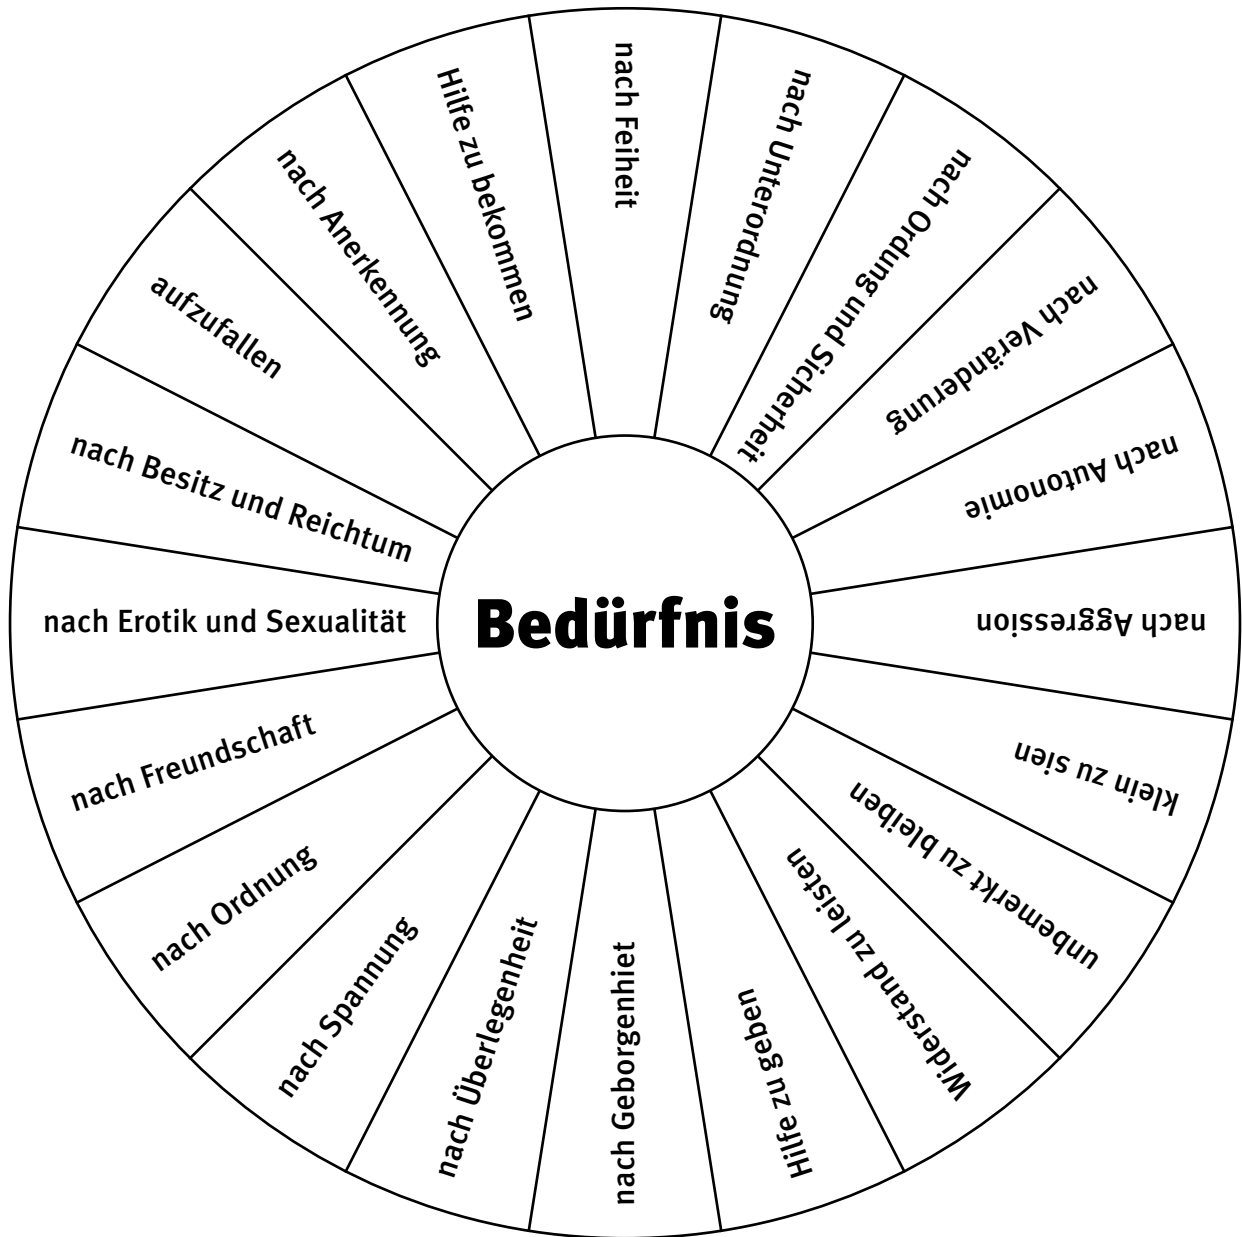 Bedürfnis
nach Feiheit
nach Unterordnung
nach Ordung und Sicherheit
nach Veränderung
nach Autonomie
nach Aggression
klein zu sien
unbemerkt zu bleiben
Widerstand zu leisten
Hilfe zu geben
nach Geborgenhiet
nach Überlegenheit
nach Spannung
nach Ordnung
nach Freundschaft
nach Erotik und Sexualität
nach Besitz und Reichtum
aufzufallen
nach Anerkennung
Hilfe zu bekommen